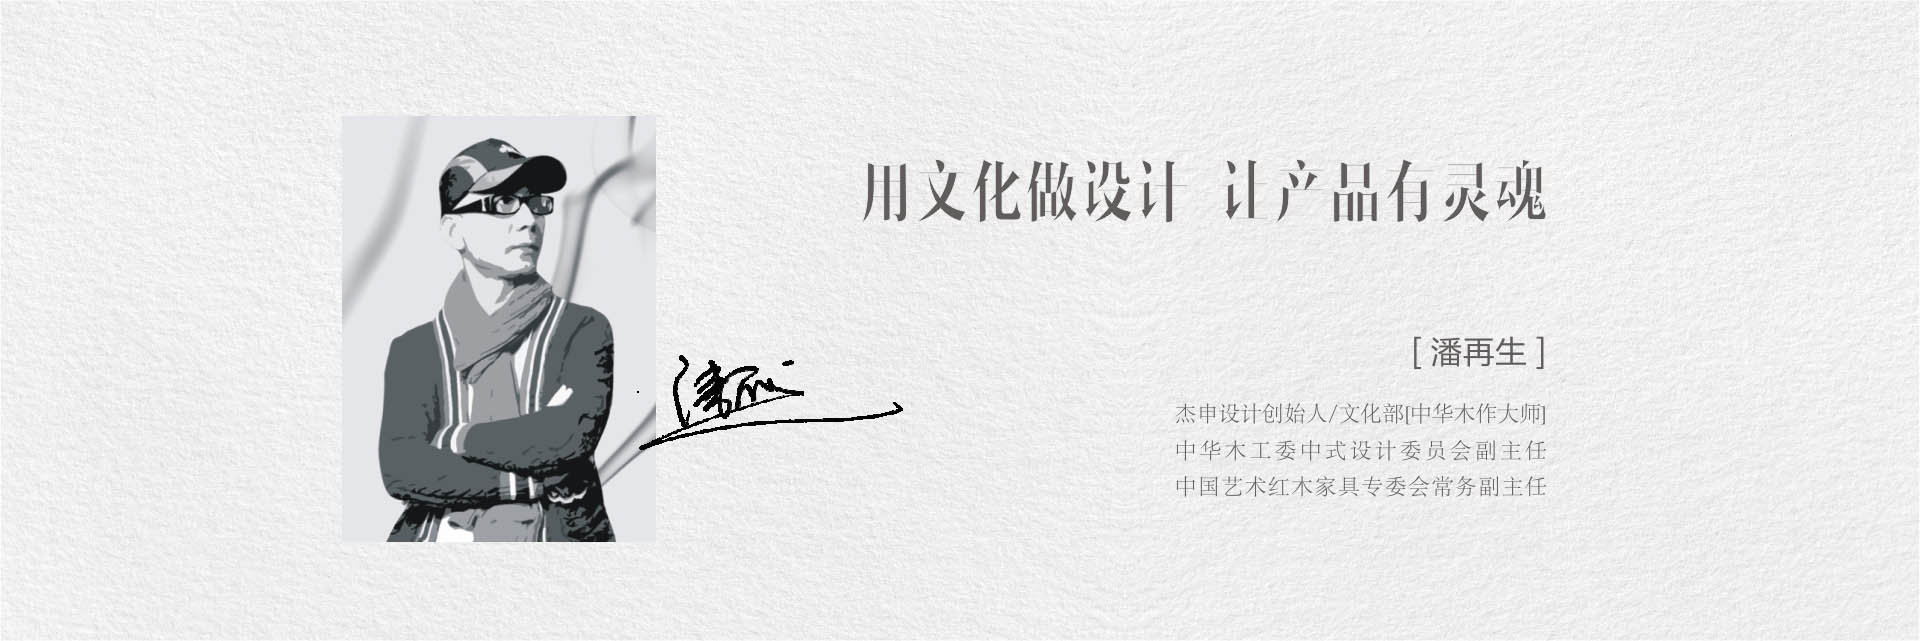 用文化做设计 让产品有灵魂
[ 潘再生 ]
杰申设计创始人/文化部[中华木作大师]
中华木工委中式设计委员会副主任
中国艺术红木家具专委会常务副主任